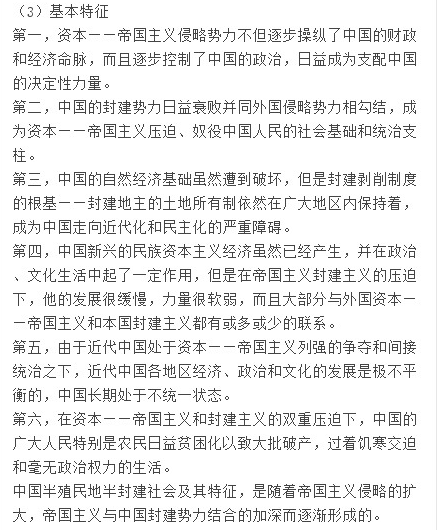 （3）基本特征
第一，资本一一帝国主义侵略势力不但逐步操纵了中国的财政
和经济命脉，而且逐步控制了中国的政治，日益成为支配中国
的决定性力量。
第二，中国的封建势力日益衰败并同外国侵略势力相勾结，成
为资本一一帝国主义压迫、奴役中国人民的社会基础和统治支
柱。
第三，中国的自然经济基础虽然遭到破坏，但是封建剥削制度
的根基一一封建地主的土地所有制依然在广大地区内保持着，
成为中国走向近代化和民主化的严重障碍。
第四，中国新兴的民族资本主义经济虽然已经产生，并在政治
、文化生活中起了一定作用，但是在帝国主义封建主义的压迫
下，他的发展很缓慢，力量很软弱，而且大部分与外国资本一
一帝国主义和本国封建主义都有或多或少的联系。
第五，由于近代中国处于资本一一帝国主义列强的争夺和间接
统治之下，近代中国各地区经济、政治和文化的发展是极不平
衡的，中国长期处于不统一状态。
第六，在资本一一帝国主义和封建主义的双重压迫下，中国的
广大人民特别是农民日益贫困化以致大批破产，过着饥寒交迫
和毫无政治权力的生活。
中国半殖民地半封建社会及其特征，是随着帝国主义侵略的扩
大，帝国主义与中国封建势力结合的加深而逐渐形成的。